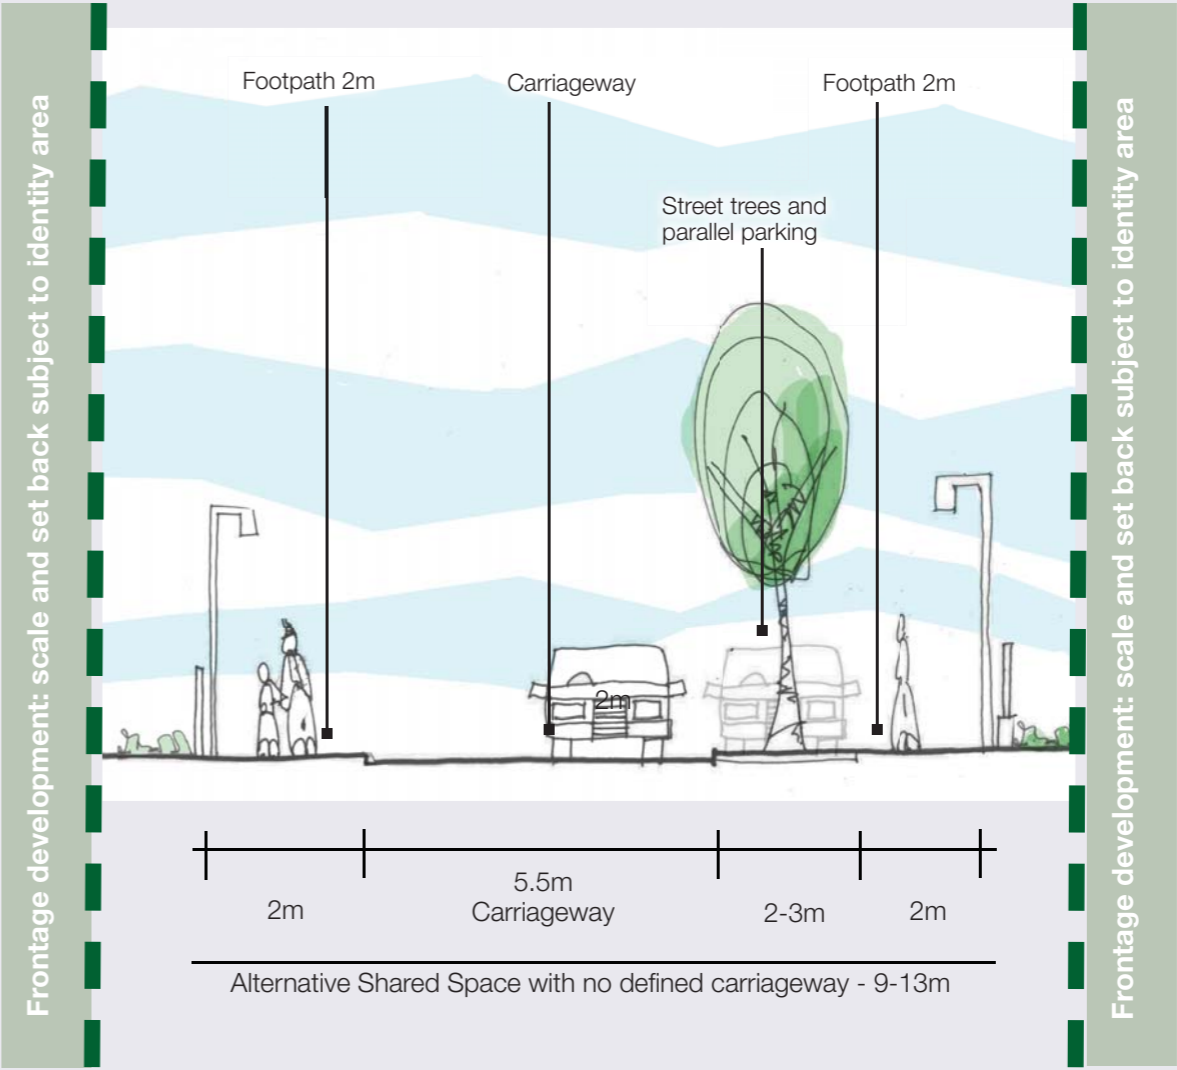 Frontage development: scale and set back subject to identity area
Footpath 2m
Carriageway
Footpath 2m
Street trees and
parallel parking
2m
2m
5.5m
Carriageway
2-3m
2m
Alternative Shared Space with no defined carriageway - 9-13m
Frontage development: scale and set back subject to identity area